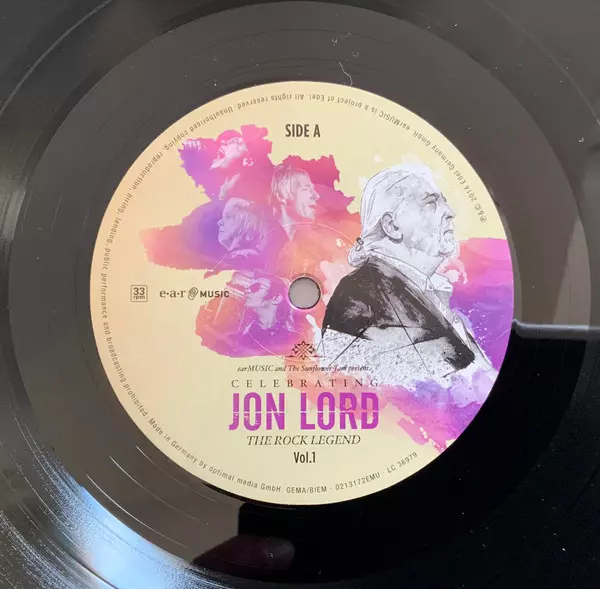 SIDE A
33
rpm
e·a·r MUSIC
earMUSIC and The Sunflower Jam present
CELEBRATING
JON LORD
THE ROCK LEGEND
Vol.1
℗&© 2014 Edel Germany GmbH. earMUSIC is a project of Edel. All rights reserved. Unauthorised copying, reproduction, hiring, lending, public performance and broadcasting prohibited. Made in Germany by optimal media GmbH. GEMA/BIEM - 0213172EMU - LC 36979